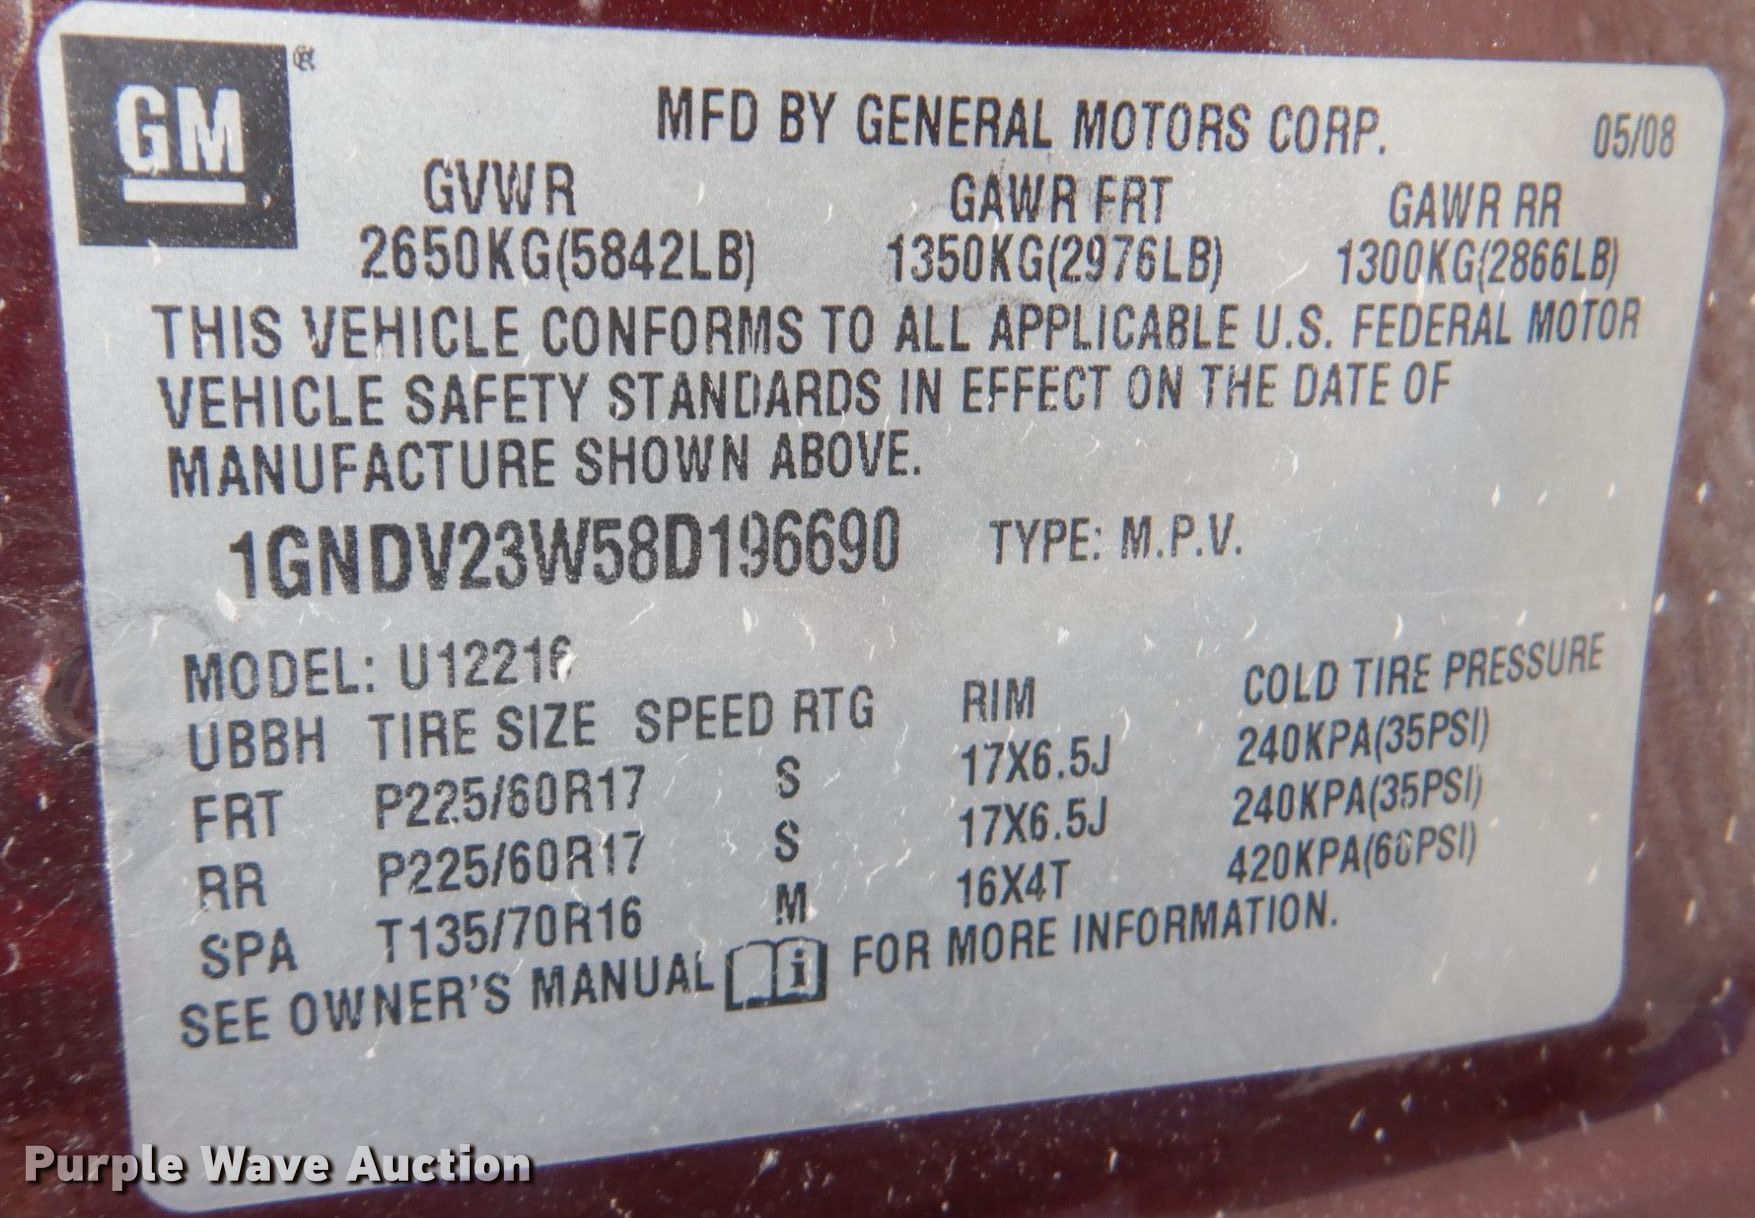 GM®
MFD BY GENERAL MOTORS CORP. 05/08
GVWR GAWR FRT GAWR RR
2650KG(5842LB) 1350KG(2976LB) 1300KG(2866LB)
THIS VEHICLE CONFORMS TO ALL APPLICABLE U.S. FEDERAL MOTOR
VEHICLE SAFETY STANDARDS IN EFFECT ON THE DATE OF
MANUFACTURE SHOWN ABOVE.
1GNDV23W58D196690 TYPE: M.P.V.
MODEL: U12216
UBBH TIRE SIZE SPEED RTG RIM COLD TIRE PRESSURE
FRT P225/60R17 S 17X6.5J 240KPA(35PSI)
RR P225/60R17 S 17X6.5J 240KPA(35PSI)
SPA T135/70R16 M 16X4T 420KPA(60PSI)
SEE OWNER'S MANUAL i FOR MORE INFORMATION.
Purple Wave Auction